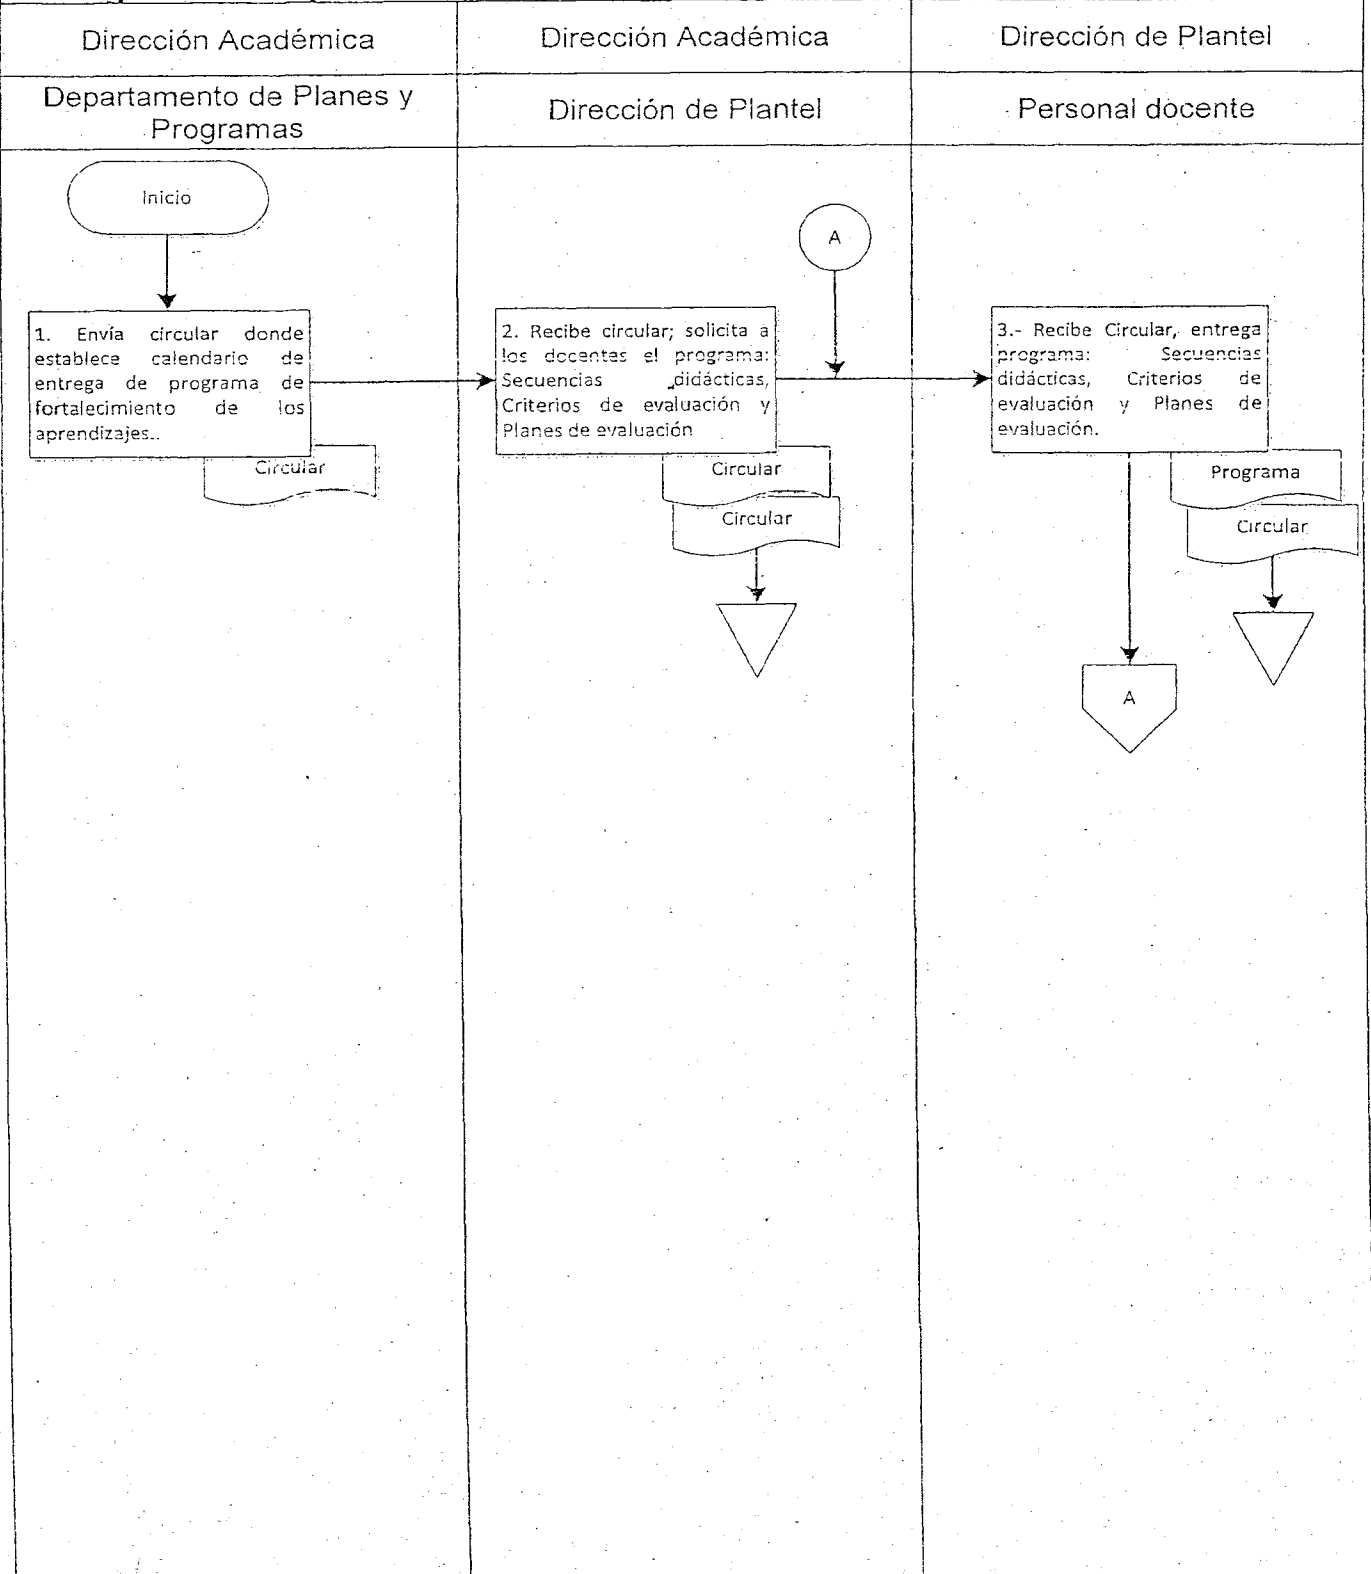 Dirección Académica
Dirección Académica
Dirección de Plantel
Departamento de Planes y
Programas
Dirección de Plantel
Personal docente
Inicio
A
1. Envía circular donde
establece calendario de
entrega de programa de
fortalecimiento de los
aprendizajes..
Circular
2. Recibe circular; solicita a
los docentes el programa:
Secuencias didácticas,
Criterios de evaluación y
Planes de evaluación
Circular
Circular
3.- Recibe Circular, entrega
programa: Secuencias
didácticas, Criterios de
evaluación y Planes de
evaluación.
Programa
Circular
A